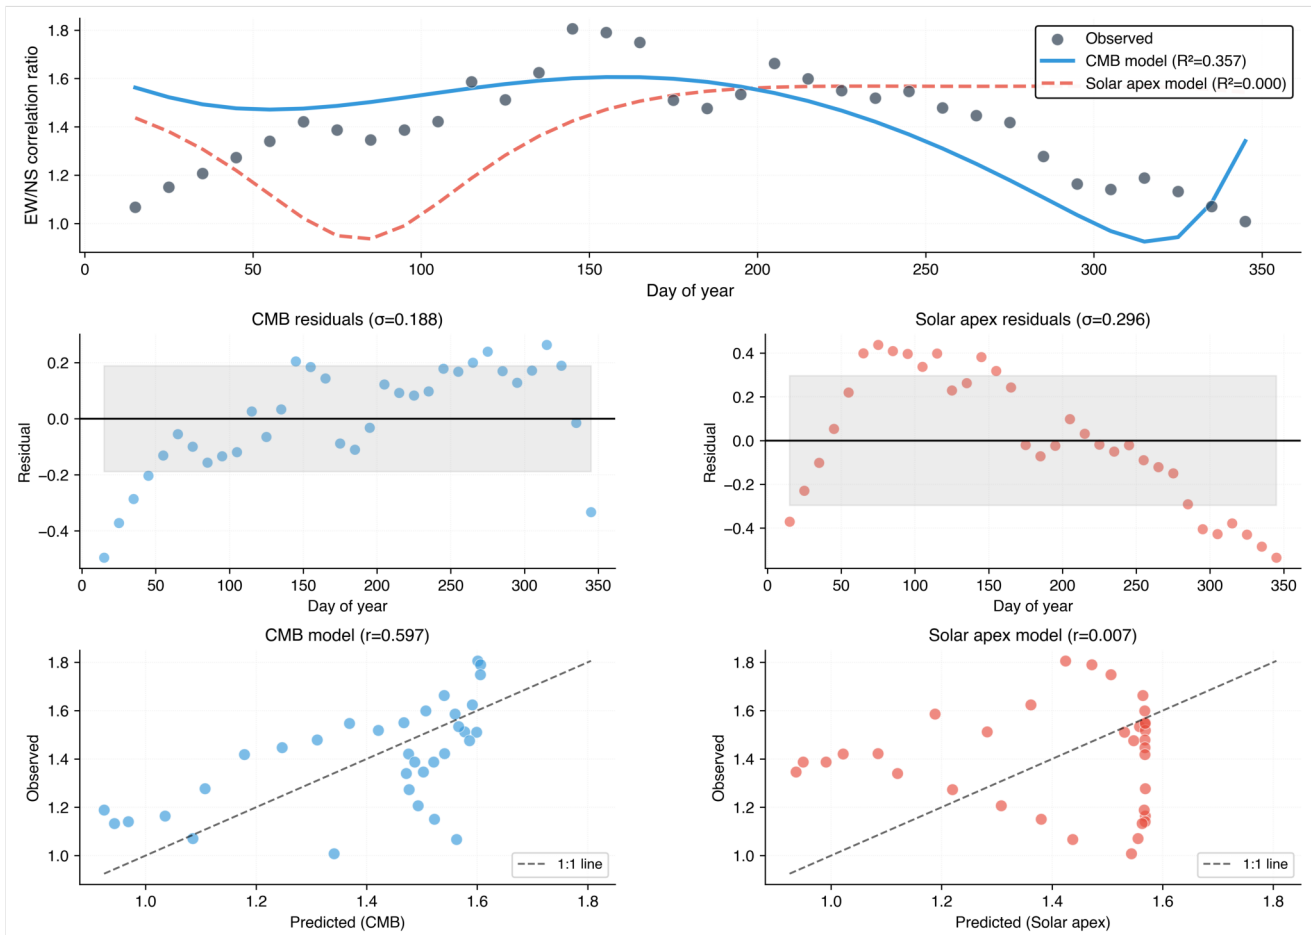 EW/NS correlation ratio
1.8
1.6
1.4
1.2
1.0
Observed
CMB model (R²=0.357)
Solar apex model (R²=0.000)
0 50 100 150 200 250 300 350
Day of year
CMB residuals (σ=0.188)
Residual
0.2
0.0
−0.2
−0.4
0 50 100 150 200 250 300 350
Day of year
Solar apex residuals (σ=0.296)
Residual
0.4
0.2
0.0
−0.2
−0.4
0 50 100 150 200 250 300 350
Day of year
CMB model (r=0.597)
Observed
1.8
1.6
1.4
1.2
1.0
1:1 line
1.0 1.2 1.4 1.6 1.8
Predicted (CMB)
Solar apex model (r=0.007)
Observed
1.8
1.6
1.4
1.2
1.0
1:1 line
1.0 1.2 1.4 1.6 1.8
Predicted (Solar apex)